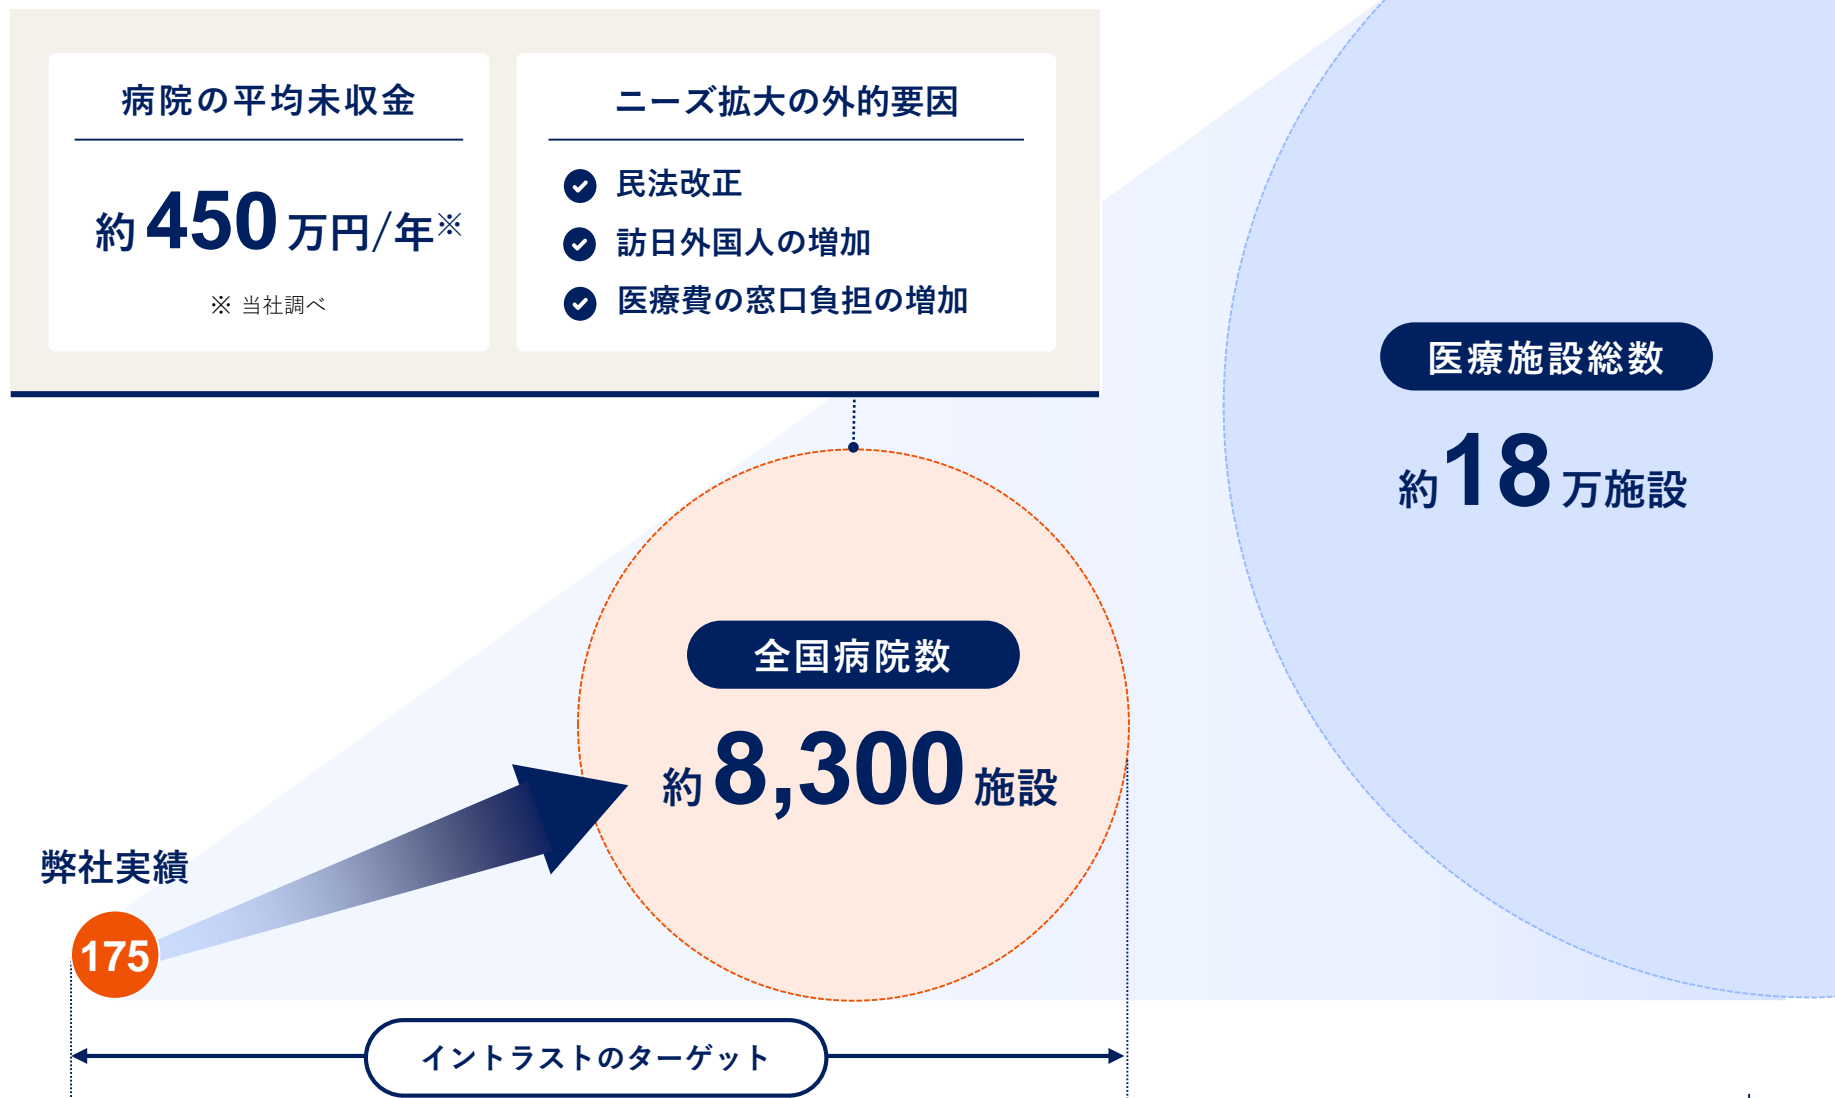 病院の平均未収金
約450万円/年※
※ 当社調べ
ニーズ拡大の外的要因
民法改正
訪日外国人の増加
医療費の窓口負担の増加
医療施設総数
約18万施設
全国病院数
約8,300施設
弊社実績
175
イントラストのターゲット